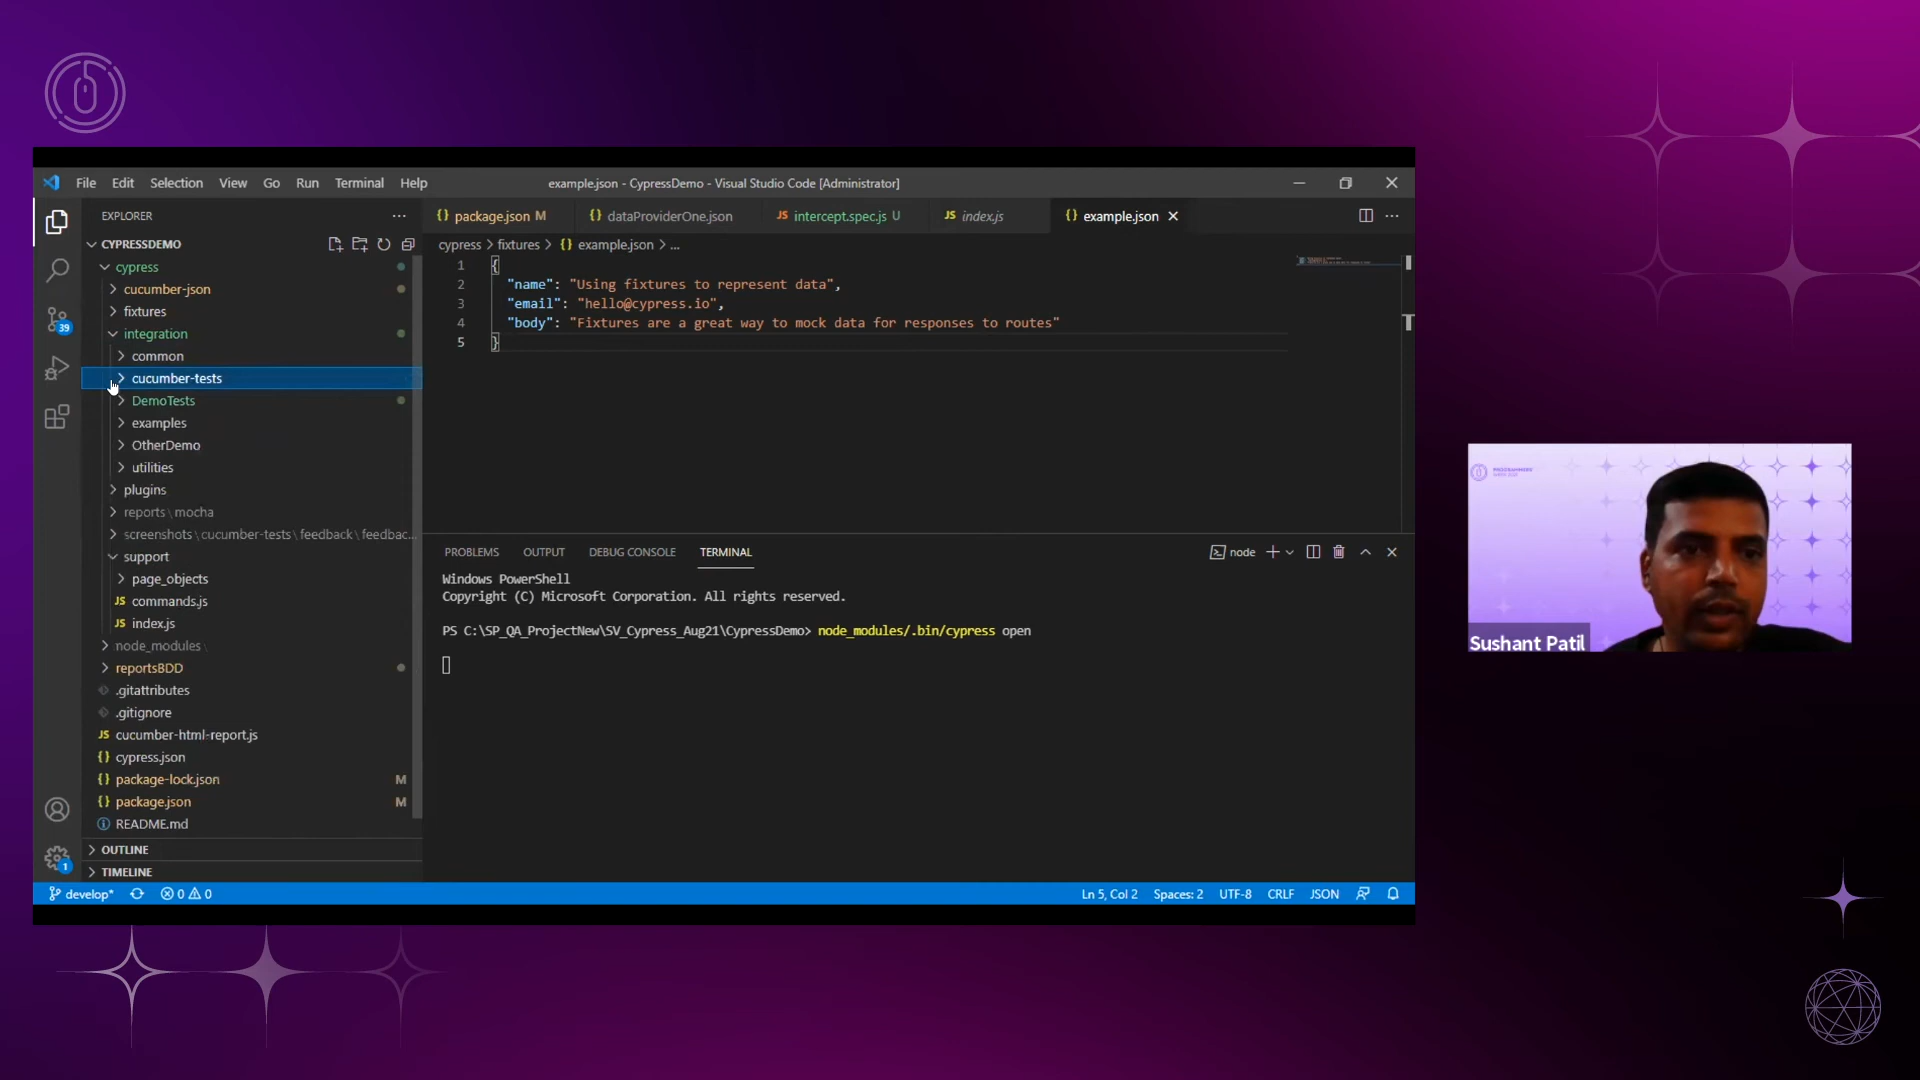 File Edit Selection View Go Run Terminal Help
example.json - CypressDemo - Visual Studio Code [Administrator]
EXPLORER
CYPRESSDEMO
cypress
cucumber-json
fixtures
integration
common
cucumber-tests
DemoTests
examples
OtherDemo
utilities
plugins
reports \ mocha
screenshots \ cucumber-tests \ feedback \ feedbac...
support
page_objects
JS commands.js
JS index.js
node_modules \
reportsBDD
.gitattributes
.gitignore
JS cucumber-html-report.js
{} cypress.json
{} package-lock.json M
{} package.json M
README.md
OUTLINE
TIMELINE
39
1
{} package.json M {} dataProviderOne.json JS intercept.spec.js U JS index.js {} example.json
cypress > fixtures > {} example.json > ...
1 {
2 "name": "Using fixtures to represent data",
3 "email": "hello@cypress.io",
4 "body": "Fixtures are a great way to mock data for responses to routes"
5 }
PROBLEMS OUTPUT DEBUG CONSOLE TERMINAL node
Windows PowerShell
Copyright (C) Microsoft Corporation. All rights reserved.
PS C:\SP_QA_ProjectNew\SV_Cypress_Aug21\CypressDemo> node_modules/.bin/cypress open
develop* 0 0 Ln 5, Col 2 Spaces: 2 UTF-8 CRLF JSON
Sushant Patil